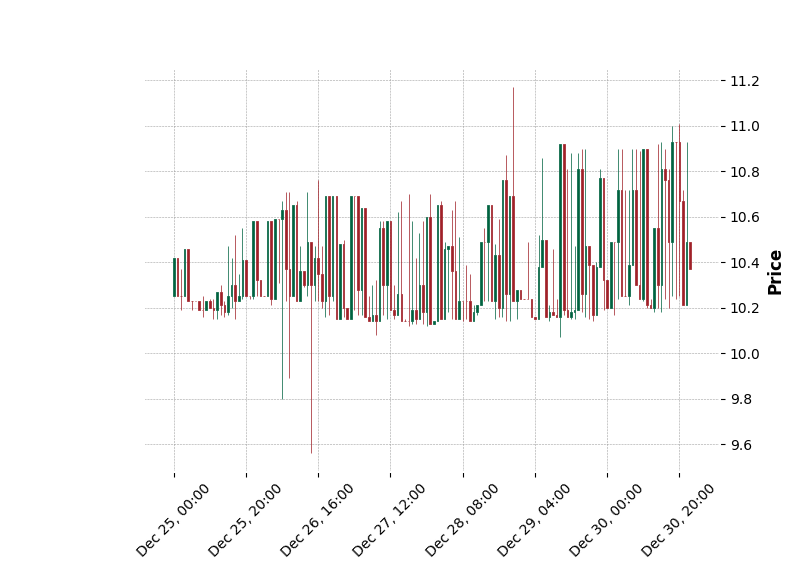 11.2
11.0
10.8
10.6
10.4
10.2
10.0
9.8
9.6
Price
Dec 25, 00:00
Dec 25, 20:00
Dec 26, 16:00
Dec 27, 12:00
Dec 28, 08:00
Dec 29, 04:00
Dec 30, 00:00
Dec 30, 20:00